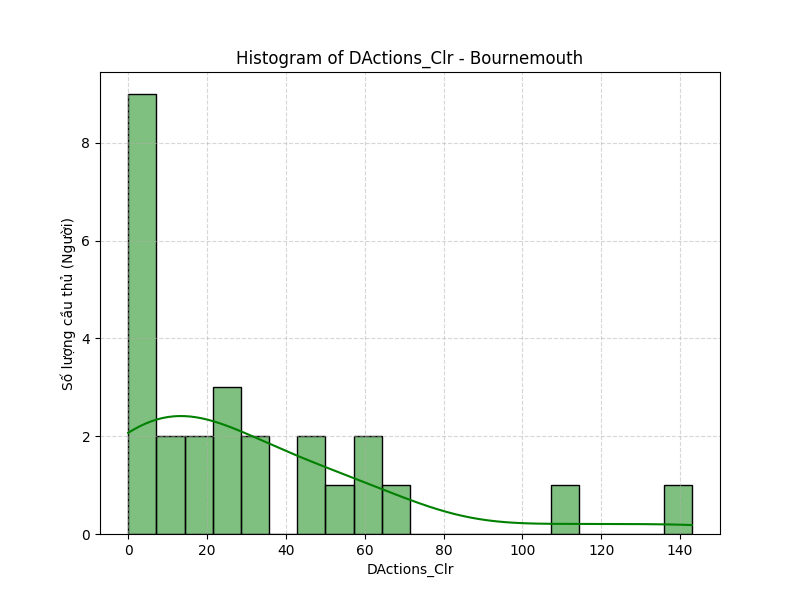 Histogram of DActions_Clr - Bournemouth
Số lượng cầu thủ (Người)
8
6
4
2
0
0 20 40 60 80 100 120 140
DActions_Clr